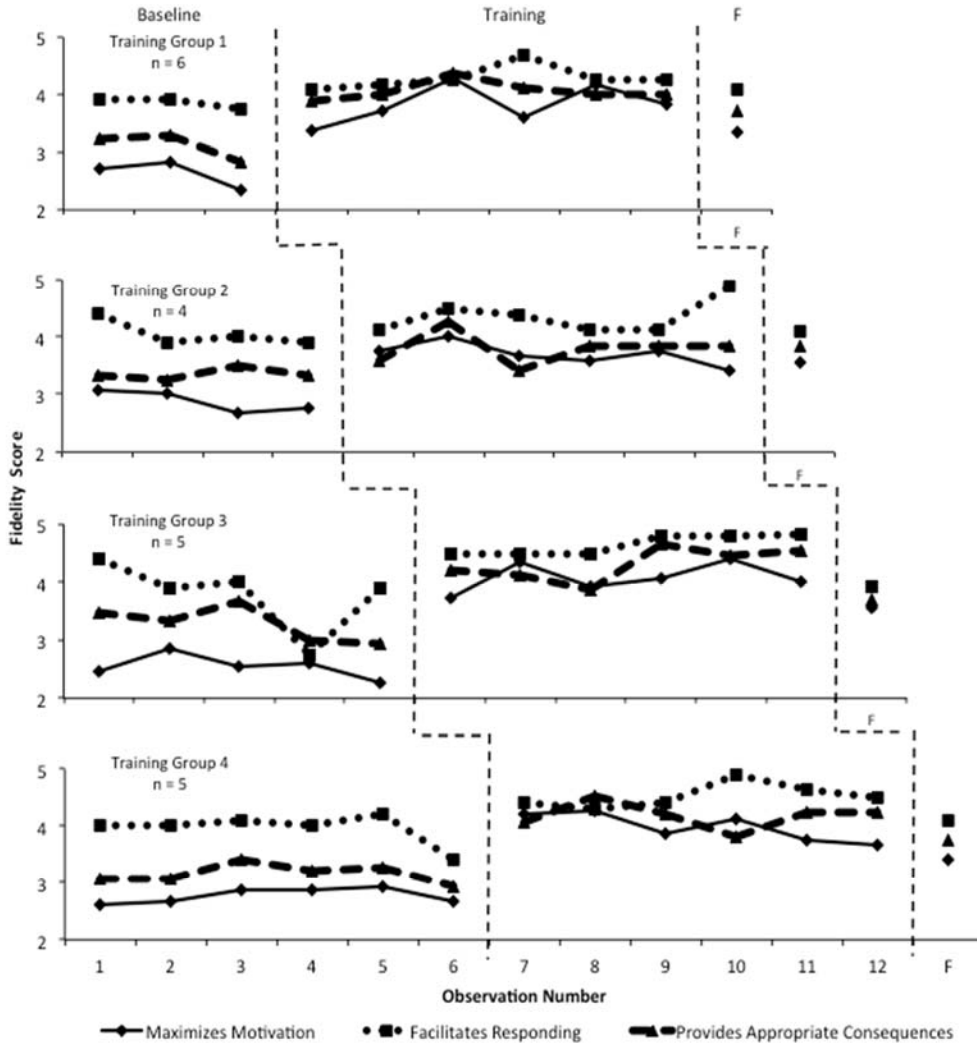 Baseline Training F
5
Training Group 1
n = 6
4
3
2
F
5
Training Group 2
n = 4
4
3
2
F
5
Training Group 3
n = 5
4
3
2
F
5
Training Group 4
n = 5
4
3
2
1 2 3 4 5 6 7 8 9 10 11 12 F
Fidelity Score
Observation Number
Maximizes Motivation Facilitates Responding Provides Appropriate Consequences